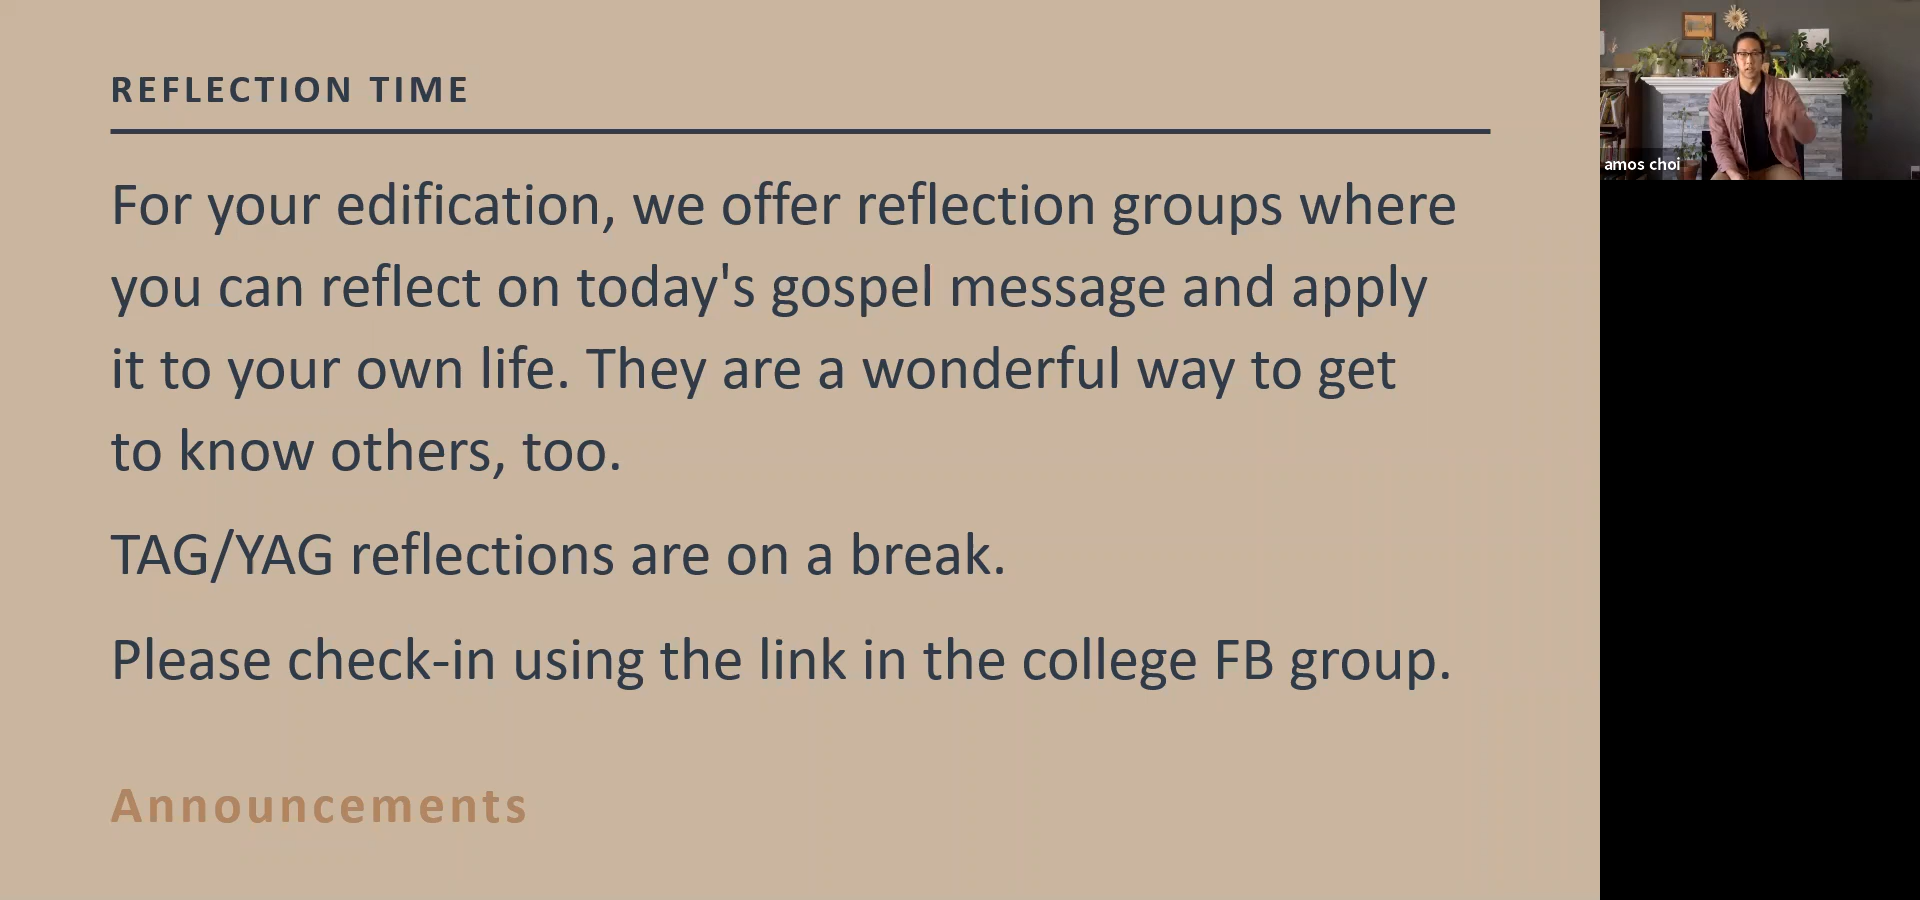 REFLECTION TIME
For your edification, we offer reflection groups where
you can reflect on today's gospel message and apply
it to your own life. They are a wonderful way to get
to know others, too.
TAG/YAG reflections are on a break.
Please check-in using the link in the college FB group.
Announcements
amos choi